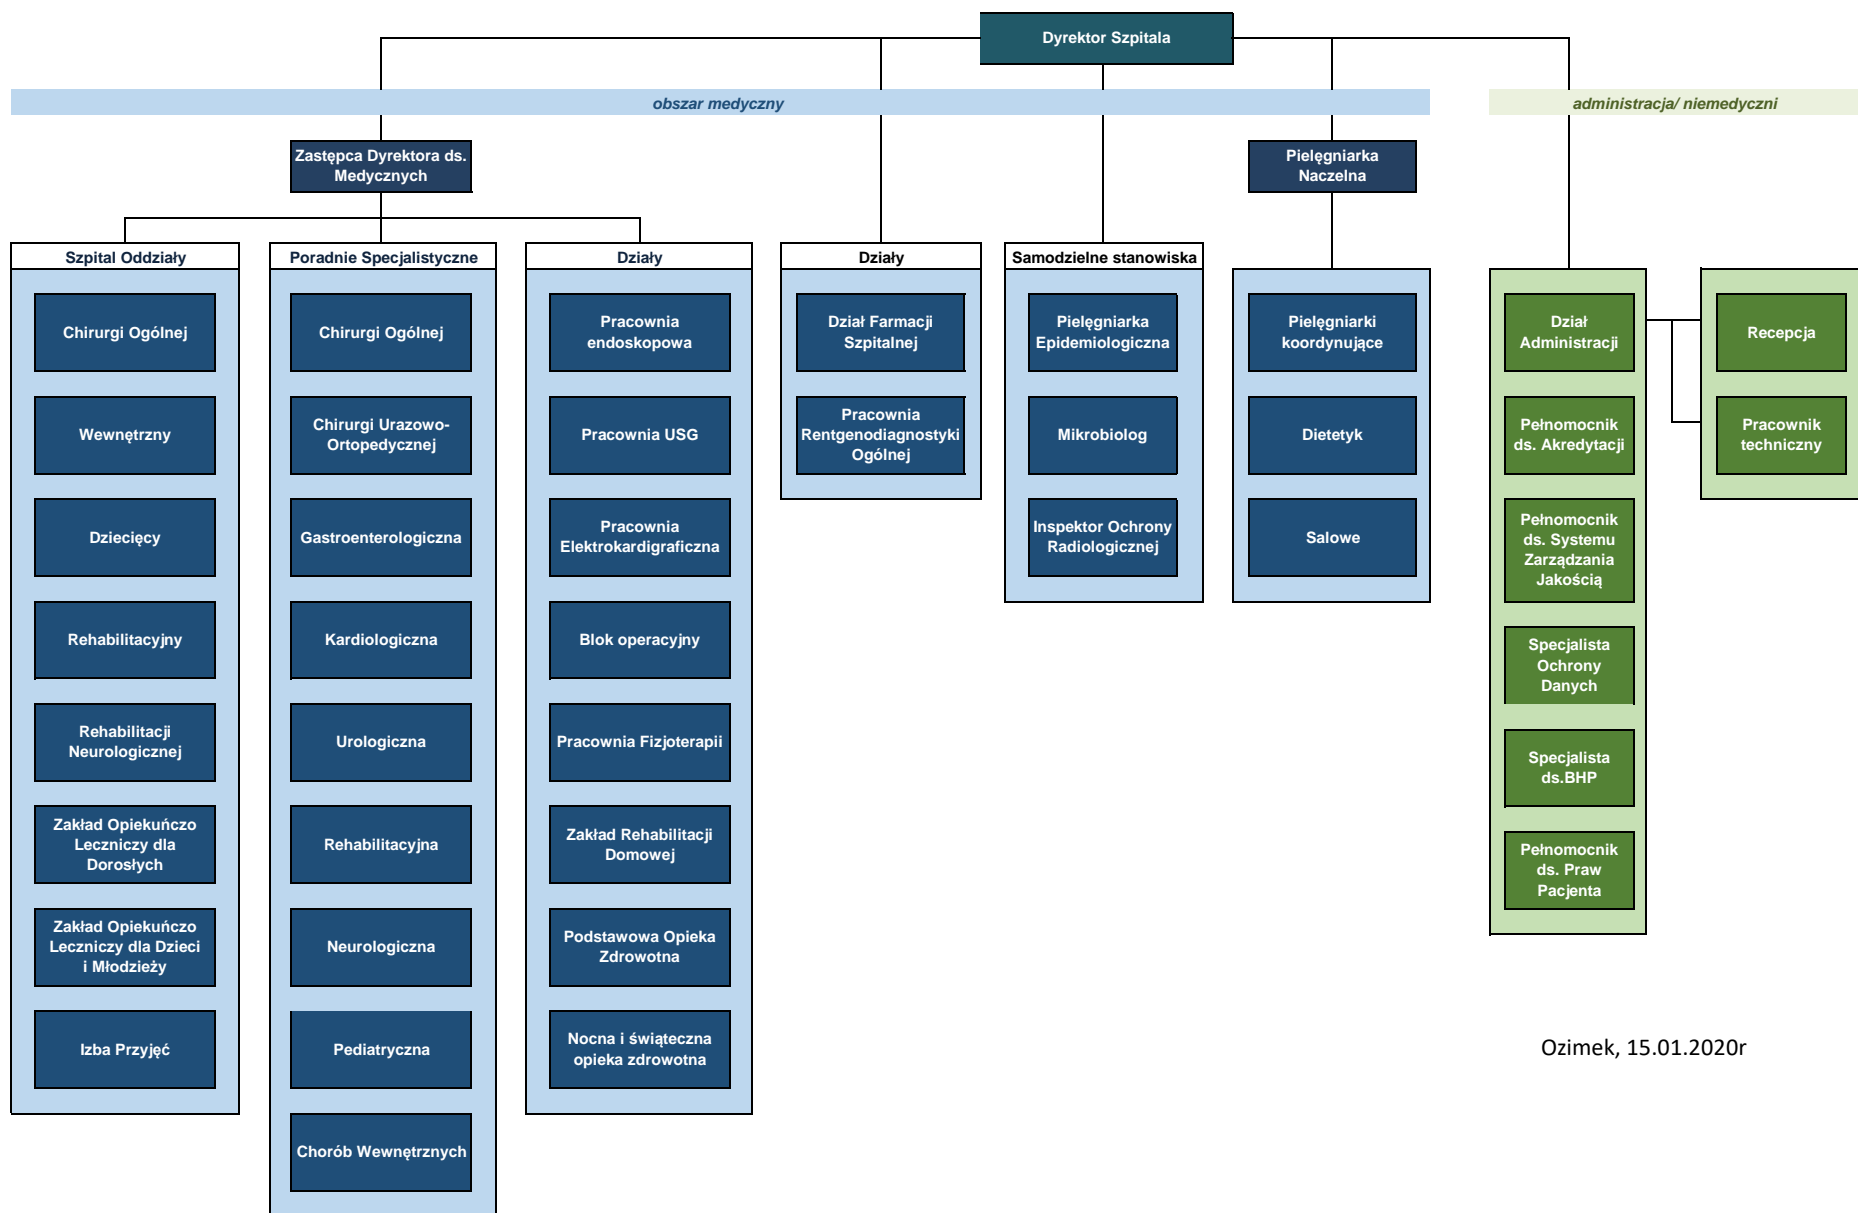 Dyrektor Szpitala
obszar medyczny
administracja/ niemedyczni
Zastępca Dyrektora ds.
Medycznych
Pielęgniarka
Naczelna
Szpital Oddziały
Chirurgi Ogólnej
Wewnętrzny
Dziecięcy
Rehabilitacyjny
Rehabilitacji
Neurologicznej
Zakład Opiekuńczo
Leczniczy dla
Dorosłych
Zakład Opiekuńczo
Leczniczy dla Dzieci
i Młodzieży
Izba Przyjęć
Poradnie Specjalistyczne
Chirurgi Ogólnej
Chirurgi Urazowo-
Ortopedycznej
Gastroenterologiczna
Kardiologiczna
Urologiczna
Rehabilitacyjna
Neurologiczna
Pediatryczna
Chorób Wewnętrznych
Działy
Pracownia
endoskopowa
Pracownia USG
Pracownia
Elektrokardigraficzna
Blok operacyjny
Pracownia Fizjoterapii
Zakład Rehabilitacji
Domowej
Podstawowa Opieka
Zdrowotna
Nocna i świąteczna
opieka zdrowotna
Działy
Dział Farmacji
Szpitalnej
Pracownia
Rentgenodiagnostyki
Ogólnej
Samodzielne stanowiska
Pielęgniarka
Epidemiologiczna
Mikrobiolog
Inspektor Ochrony
Radiologicznej
Pielęgniarki
koordynujące
Dietetyk
Salowe
Dział
Administracji
Pełnomocnik
ds. Akredytacji
Pełnomocnik
ds. Systemu
Zarządzania
Jakością
Specjalista
Ochrony
Danych
Specjalista
ds.BHP
Pełnomocnik
ds. Praw
Pacjenta
Recepcja
Pracownik
techniczny
Ozimek, 15.01.2020r